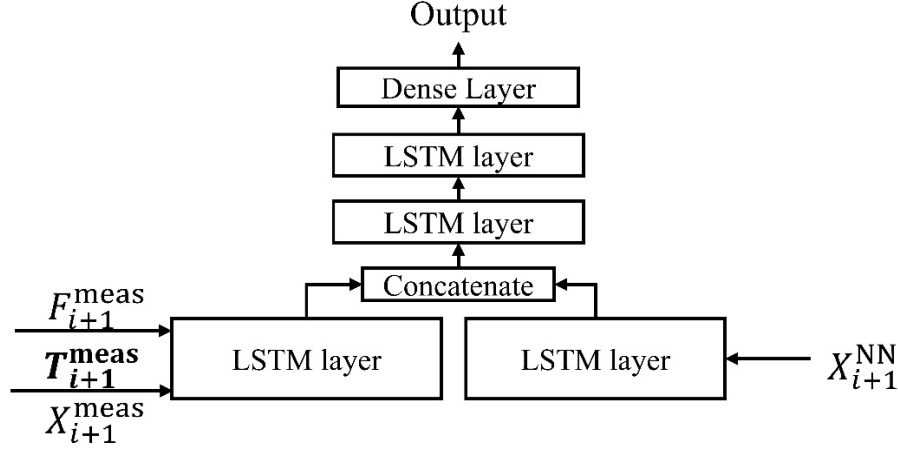 Output
Dense Layer
LSTM layer
LSTM layer
Concatenate
F_{i+1}^{meas}
T_{i+1}^{meas}
X_{i+1}^{meas}
LSTM layer
LSTM layer
X_{i+1}^{NN}